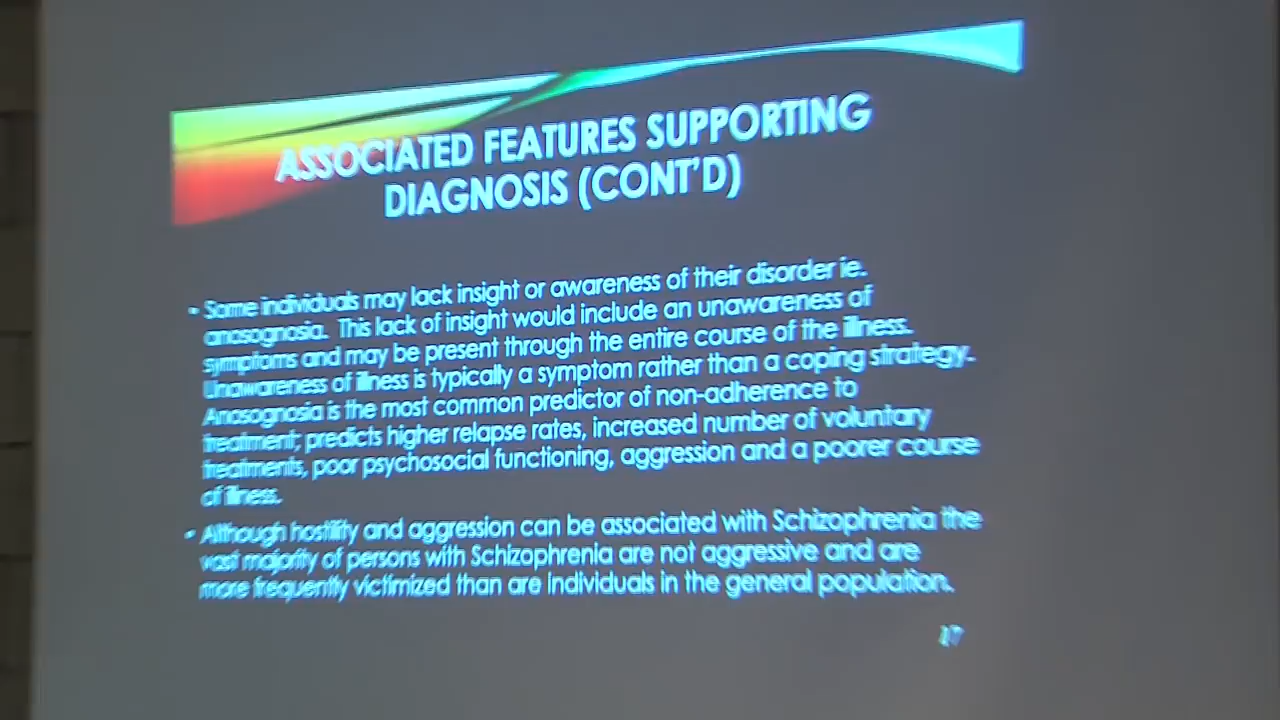 ASSOCIATED FEATURES SUPPORTING
DIAGNOSIS (CONT'D)
• Some individuals may lack insight or awareness of their disorder ie.
anosognosia. This lack of insight would include an unawareness of
symptoms and may be present through the entire course of the illness.
Unawareness of illness is typically a symptom rather than a coping strategy.
Anosognosia is the most common predictor of non-adherence to
treatment; predicts higher relapse rates, increased number of voluntary
treatments, poor psychosocial functioning, aggression and a poorer course
of illness.
• Although hostility and aggression can be associated with Schizophrenia the
vast majority of persons with Schizophrenia are not aggressive and are
more frequently victimized than are individuals in the general population.
17